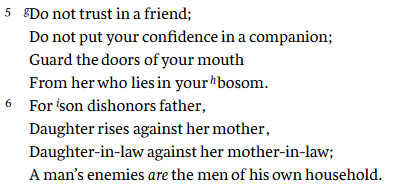 5 gDo not trust in a friend;
Do not put your confidence in a companion;
Guard the doors of your mouth
From her who lies in your hbosom.
6 For ison dishonors father,
Daughter rises against her mother,
Daughter-in-law against her mother-in-law;
A man’s enemies are the men of his own household.